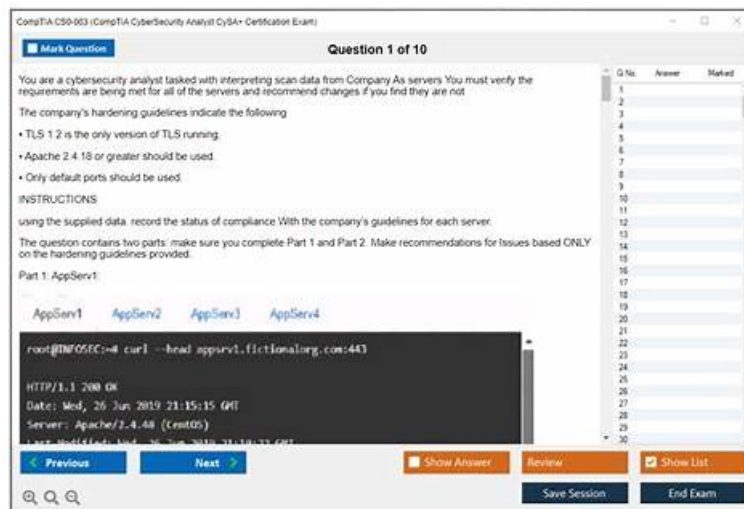 CompTIA CS0-003 (CompTIA CyberSecurity Analyst CySA+ Certification Exam)
Mark Question
Question 1 of 10
You are a cybersecurity analyst tasked with interpreting scan data from Company As servers You must verify the
requirements are being met for all of the servers and recommend changes if you find they are not
The company's hardening guidelines indicate the following
• TLS 1 2 is the only version of TLS running.
• Apache 2.4.18 or greater should be used.
• Only default ports should be used.
INSTRUCTIONS
using the supplied data. record the status of compliance With the company's guidelines for each server.
The question contains two parts: make sure you complete Part 1 and Part 2. Make recommendations for Issues based ONLY
on the hardening guidelines provided.
Part 1: AppServ1:
AppServ1 AppServ2 AppServ3 AppServ4
root@INFOSEC:~# curl --head appsrv1.fictionalorg.com:443
HTTP/1.1 200 OK
Date: Wed, 26 Jun 2019 21:15:15 GMT
Server: Apache/2.4.48 (CentOS)
Last-Modified: Wed, 26 Jun 2019 21:10:22 GMT
Q No. Answer Marked
1
2
3
4
5
6
7
8
9
10
11
12
13
14
15
16
17
18
19
20
21
22
23
24
25
26
27
28
29
30
Previous
Next
Show Answer
Review
Show List
Save Session
End Exam